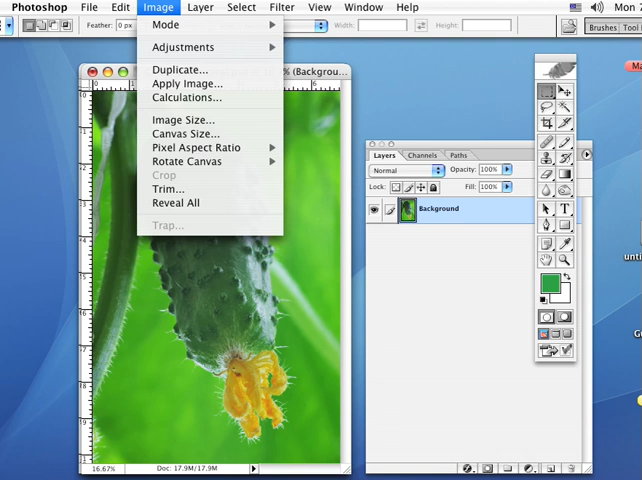 Photoshop File Edit Image Layer Select Filter View Window Help Mon 7
Feather: 0 px Width: Height: Brushes Tool
Mode
Adjustments
Duplicate...
Apply Image...
Calculations...
Image Size...
Canvas Size...
Pixel Aspect Ratio
Rotate Canvas
Crop
Trim...
Reveal All
Trap...
% (Backgrou...
Layers Channels Paths
Normal Opacity: 100%
Lock: Fill: 100%
Background
Ma
unti
G
16.67% Doc: 17.9M/17.9M